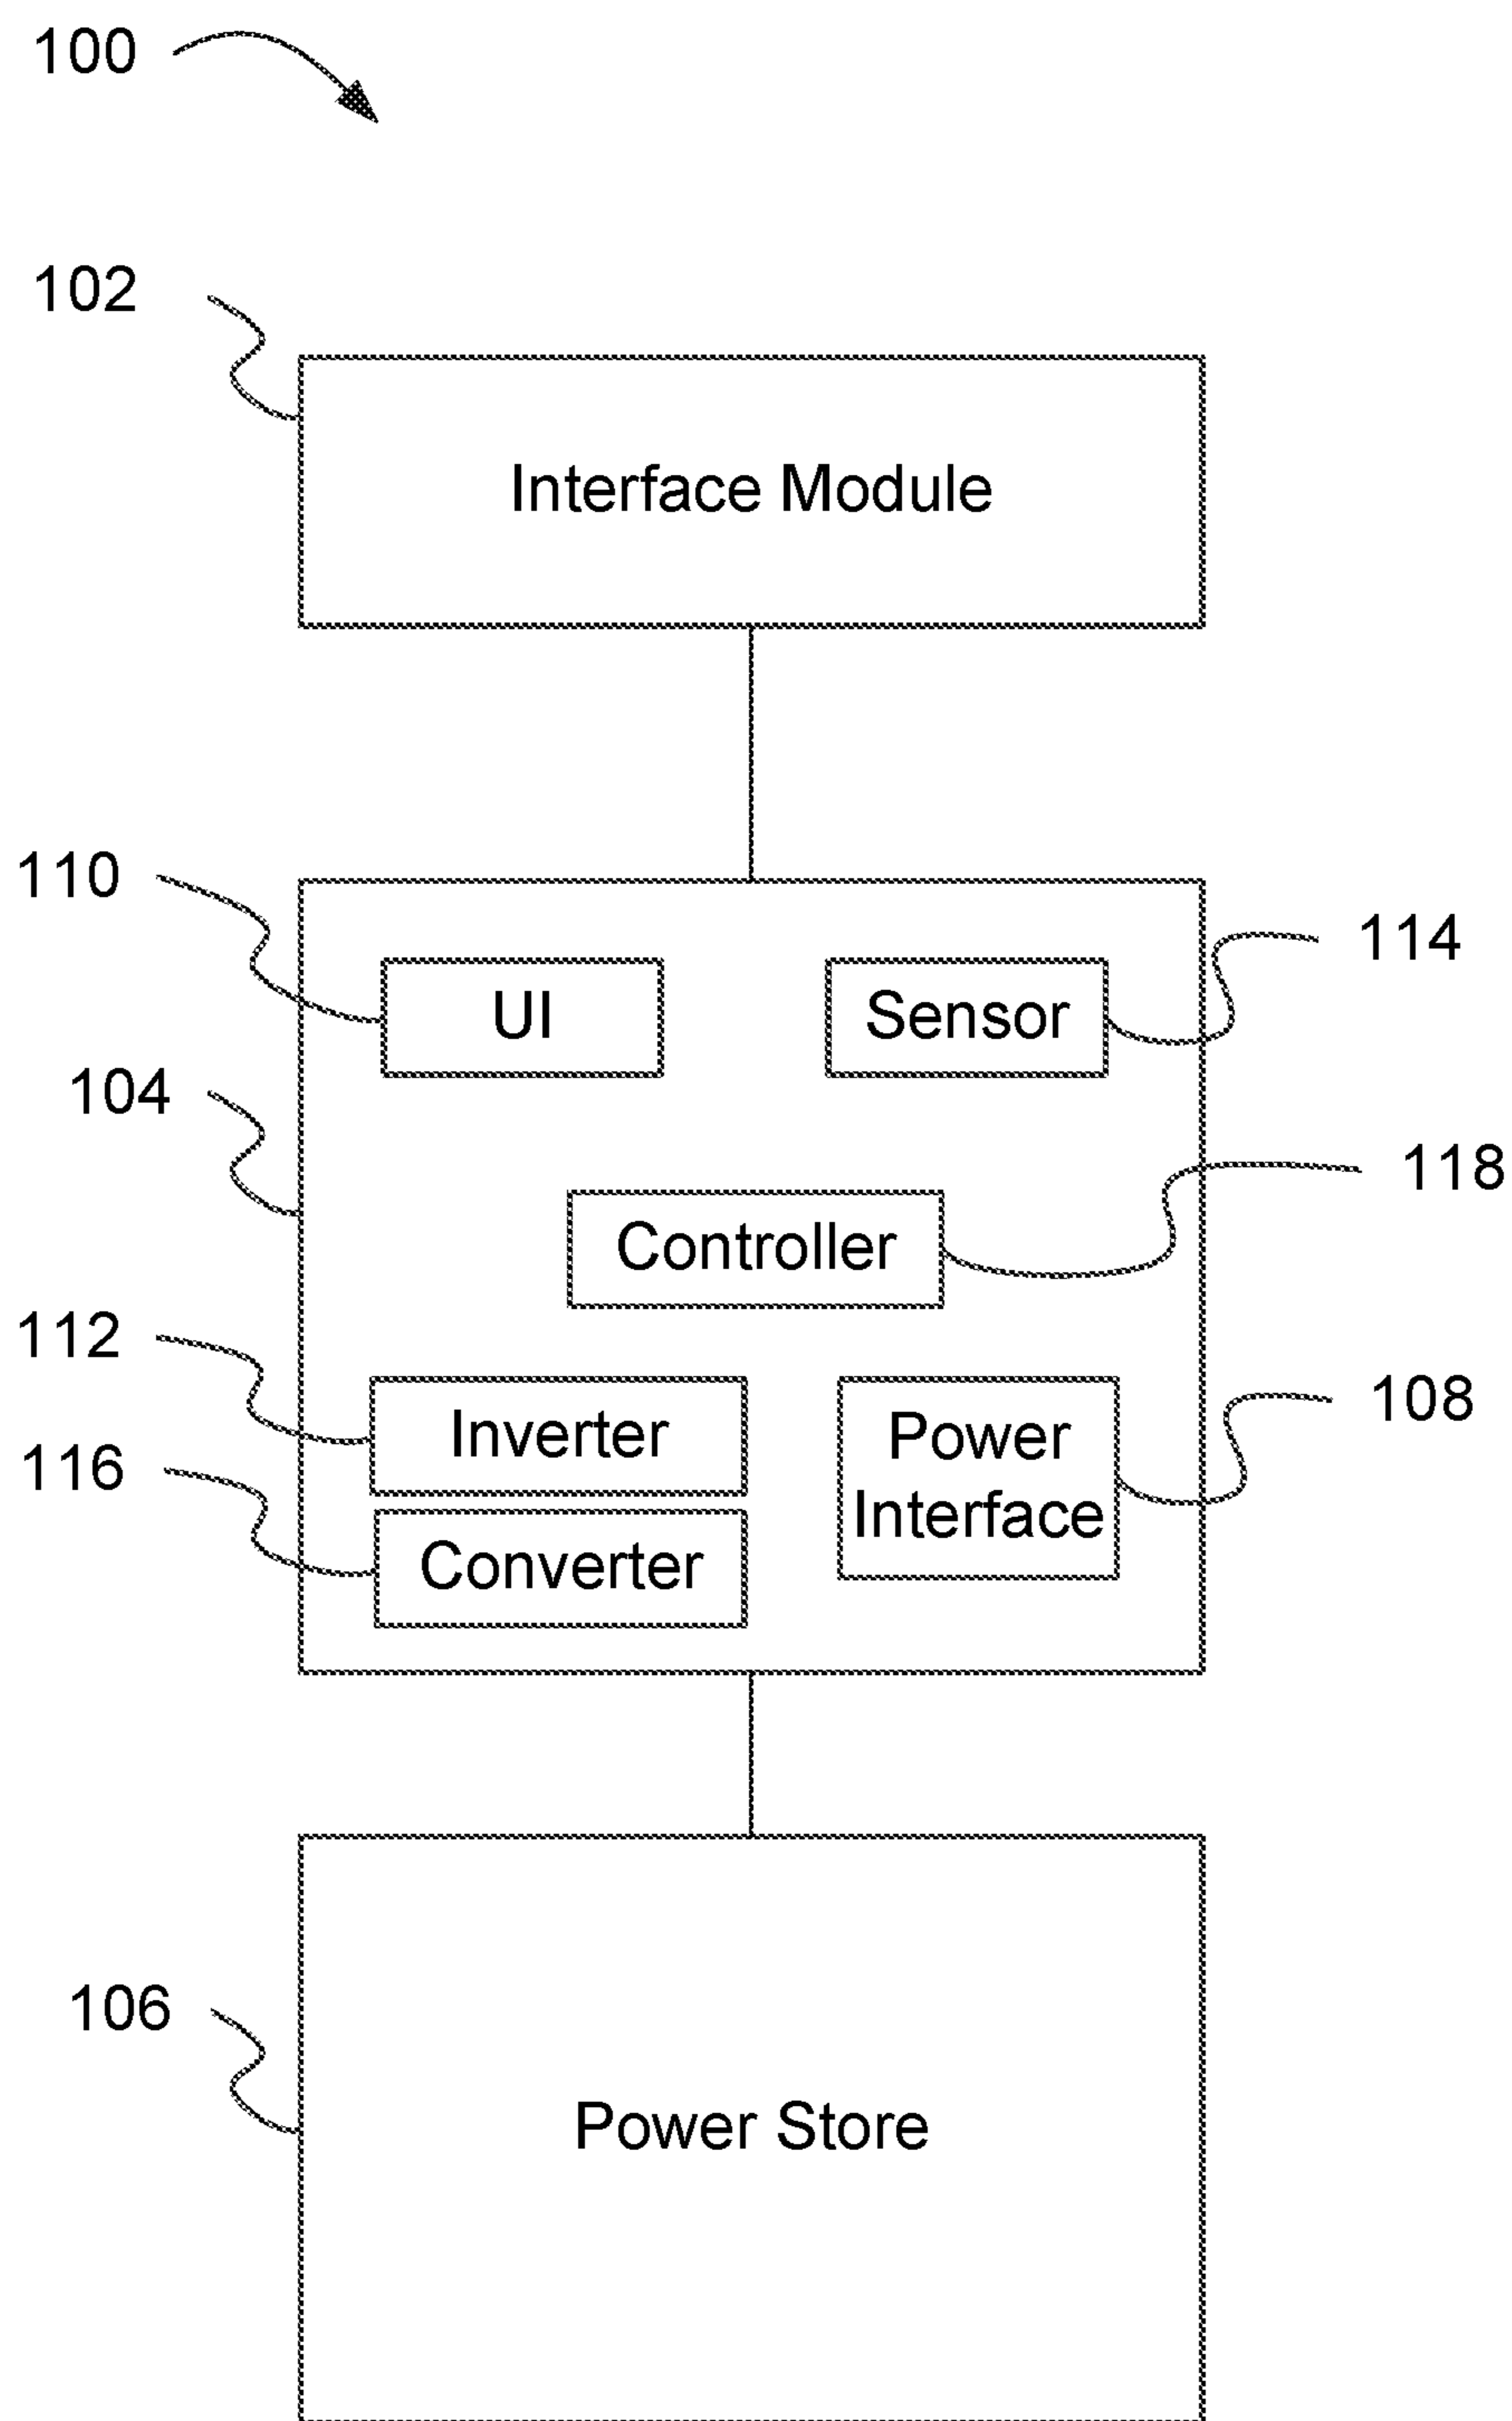 100
102
Interface Module
110
UI
Sensor
114
104
118
Controller
112
Inverter
Power
Interface
108
116
Converter
106
Power Store